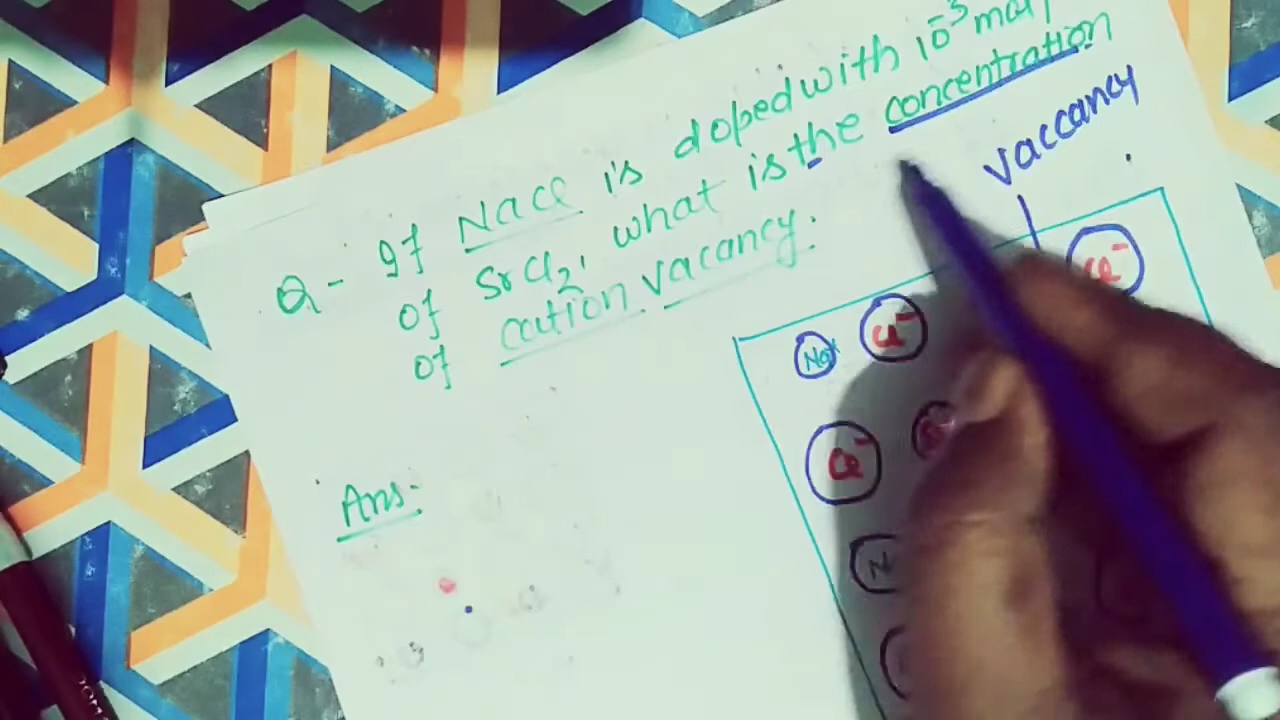 Q - If NaCl is doped with 10⁻³ mol
of SrCl₂, what is the concentration
of cation vacancy.
vaccancy
Na⁺ Cl⁻ Cl⁻
Cl⁻
Ans: